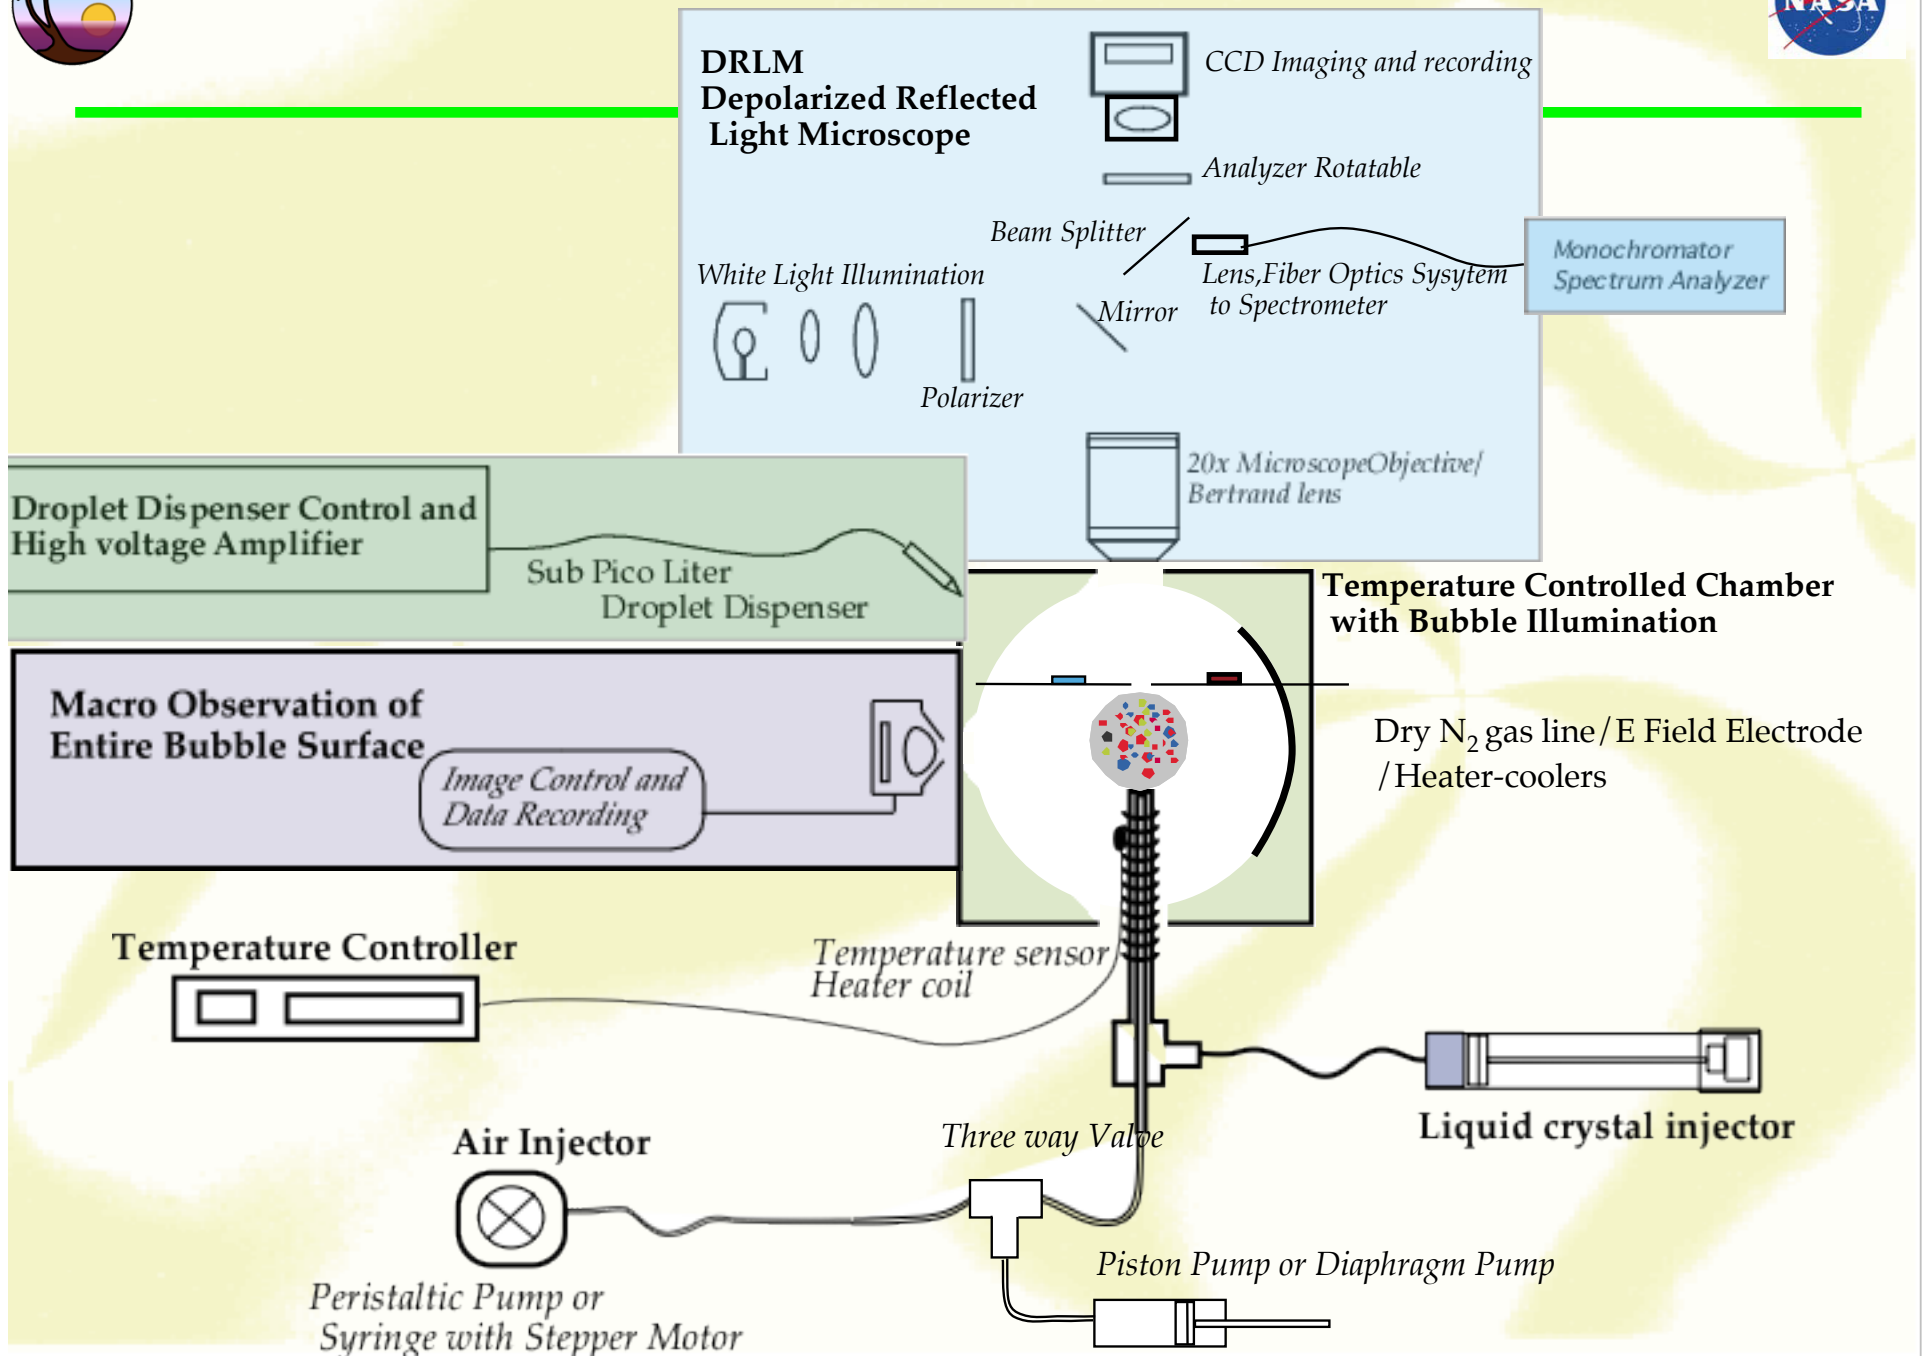 NASA
DRLM
Depolarized Reflected
Light Microscope
CCD Imaging and recording
Analyzer Rotatable
Beam Splitter
White Light Illumination
Lens,Fiber Optics Sysytem
to Spectrometer
Monochromator
Spectrum Analyzer
Mirror
Polarizer
20x MicroscopeObjective/
Bertrand lens
Droplet Dispenser Control and
High voltage Amplifier
Sub Pico Liter
Droplet Dispenser
Temperature Controlled Chamber
with Bubble Illumination
Macro Observation of
Entire Bubble Surface
Image Control and
Data Recording
Dry N₂ gas line/E Field Electrode
/Heater-coolers
Temperature Controller
Temperature sensor
Heater coil
Liquid crystal injector
Air Injector
Three way Valve
Piston Pump or Diaphragm Pump
Peristaltic Pump or
Syringe with Stepper Motor